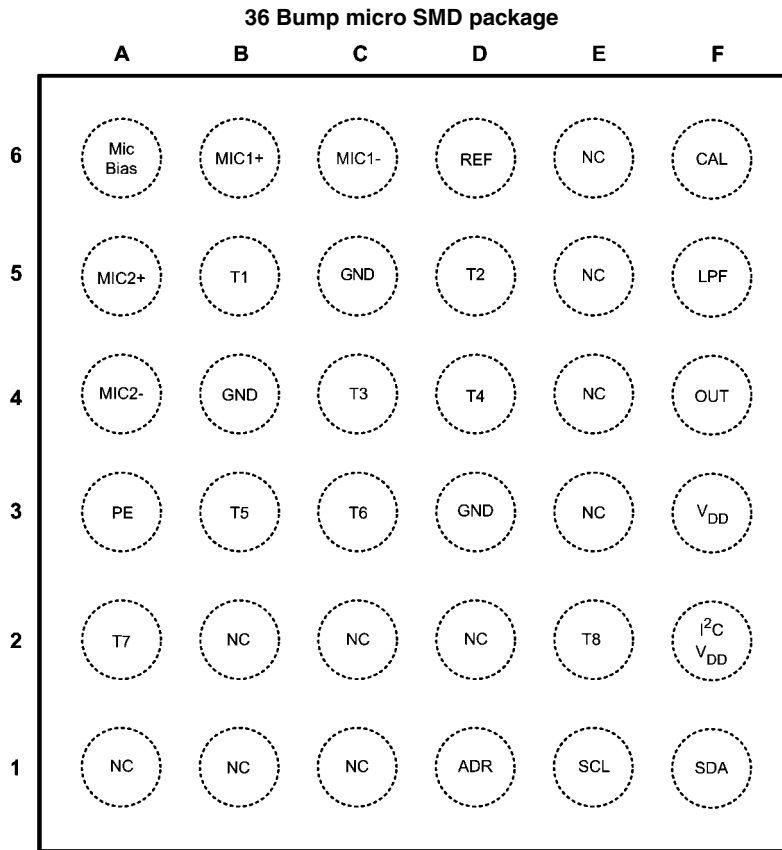 36 Bump micro SMD package
A B C D E F
6 Mic Bias MIC1+ MIC1- REF NC CAL
5 MIC2+ T1 GND T2 NC LPF
4 MIC2- GND T3 T4 NC OUT
3 PE T5 T6 GND NC VDD
2 T7 NC NC NC T8 I²C VDD
1 NC NC NC ADR SCL SDA